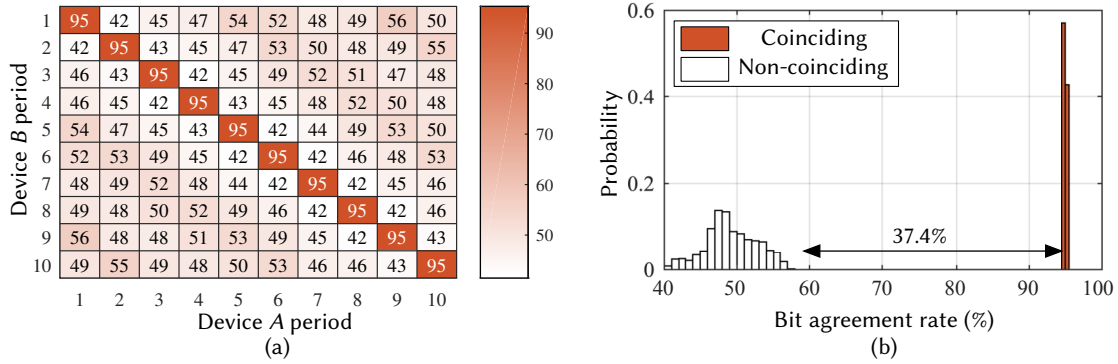 1 95 42 45 47 54 52 48 49 56 50
2 42 95 43 45 47 53 50 48 49 55
3 46 43 95 42 45 49 52 51 47 48
4 46 45 42 95 43 45 48 52 50 48
5 54 47 45 43 95 42 44 49 53 50
6 52 53 49 45 42 95 42 46 48 53
7 48 49 52 48 44 42 95 42 45 46
8 49 48 50 52 49 46 42 95 42 46
9 56 48 48 51 53 49 45 42 95 43
10 49 55 49 48 50 53 46 46 43 95
1 2 3 4 5 6 7 8 9 10
Device B period
Device A period
(a)
90
80
70
60
50
0.6
0.4
0.2
0
Probability
Coinciding
Non-coinciding
37.4%
40 50 60 70 80 90 100
Bit agreement rate (%)
(b)